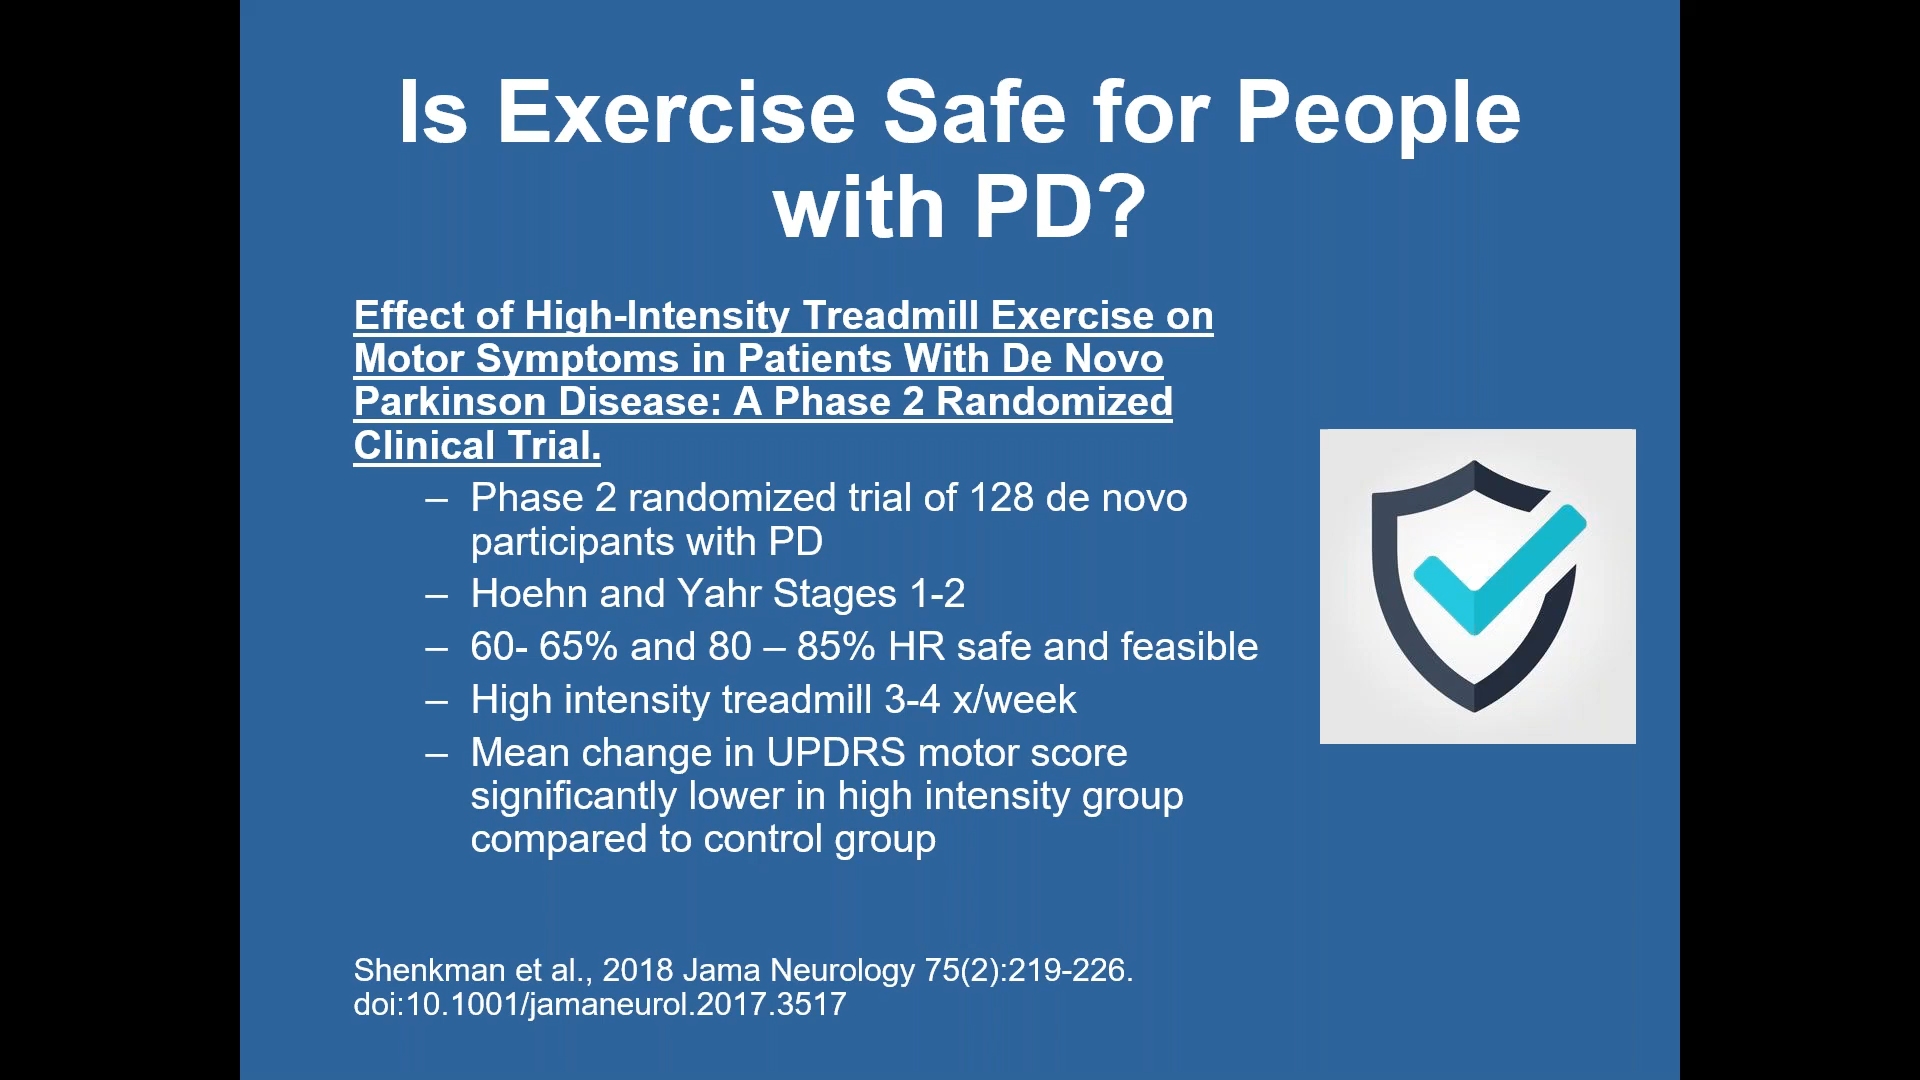 Is Exercise Safe for People
with PD?
Effect of High-Intensity Treadmill Exercise on
Motor Symptoms in Patients With De Novo
Parkinson Disease: A Phase 2 Randomized
Clinical Trial.
– Phase 2 randomized trial of 128 de novo
participants with PD
– Hoehn and Yahr Stages 1-2
– 60- 65% and 80 – 85% HR safe and feasible
– High intensity treadmill 3-4 x/week
– Mean change in UPDRS motor score
significantly lower in high intensity group
compared to control group
Shenkman et al., 2018 Jama Neurology 75(2):219-226.
doi:10.1001/jamaneurol.2017.3517